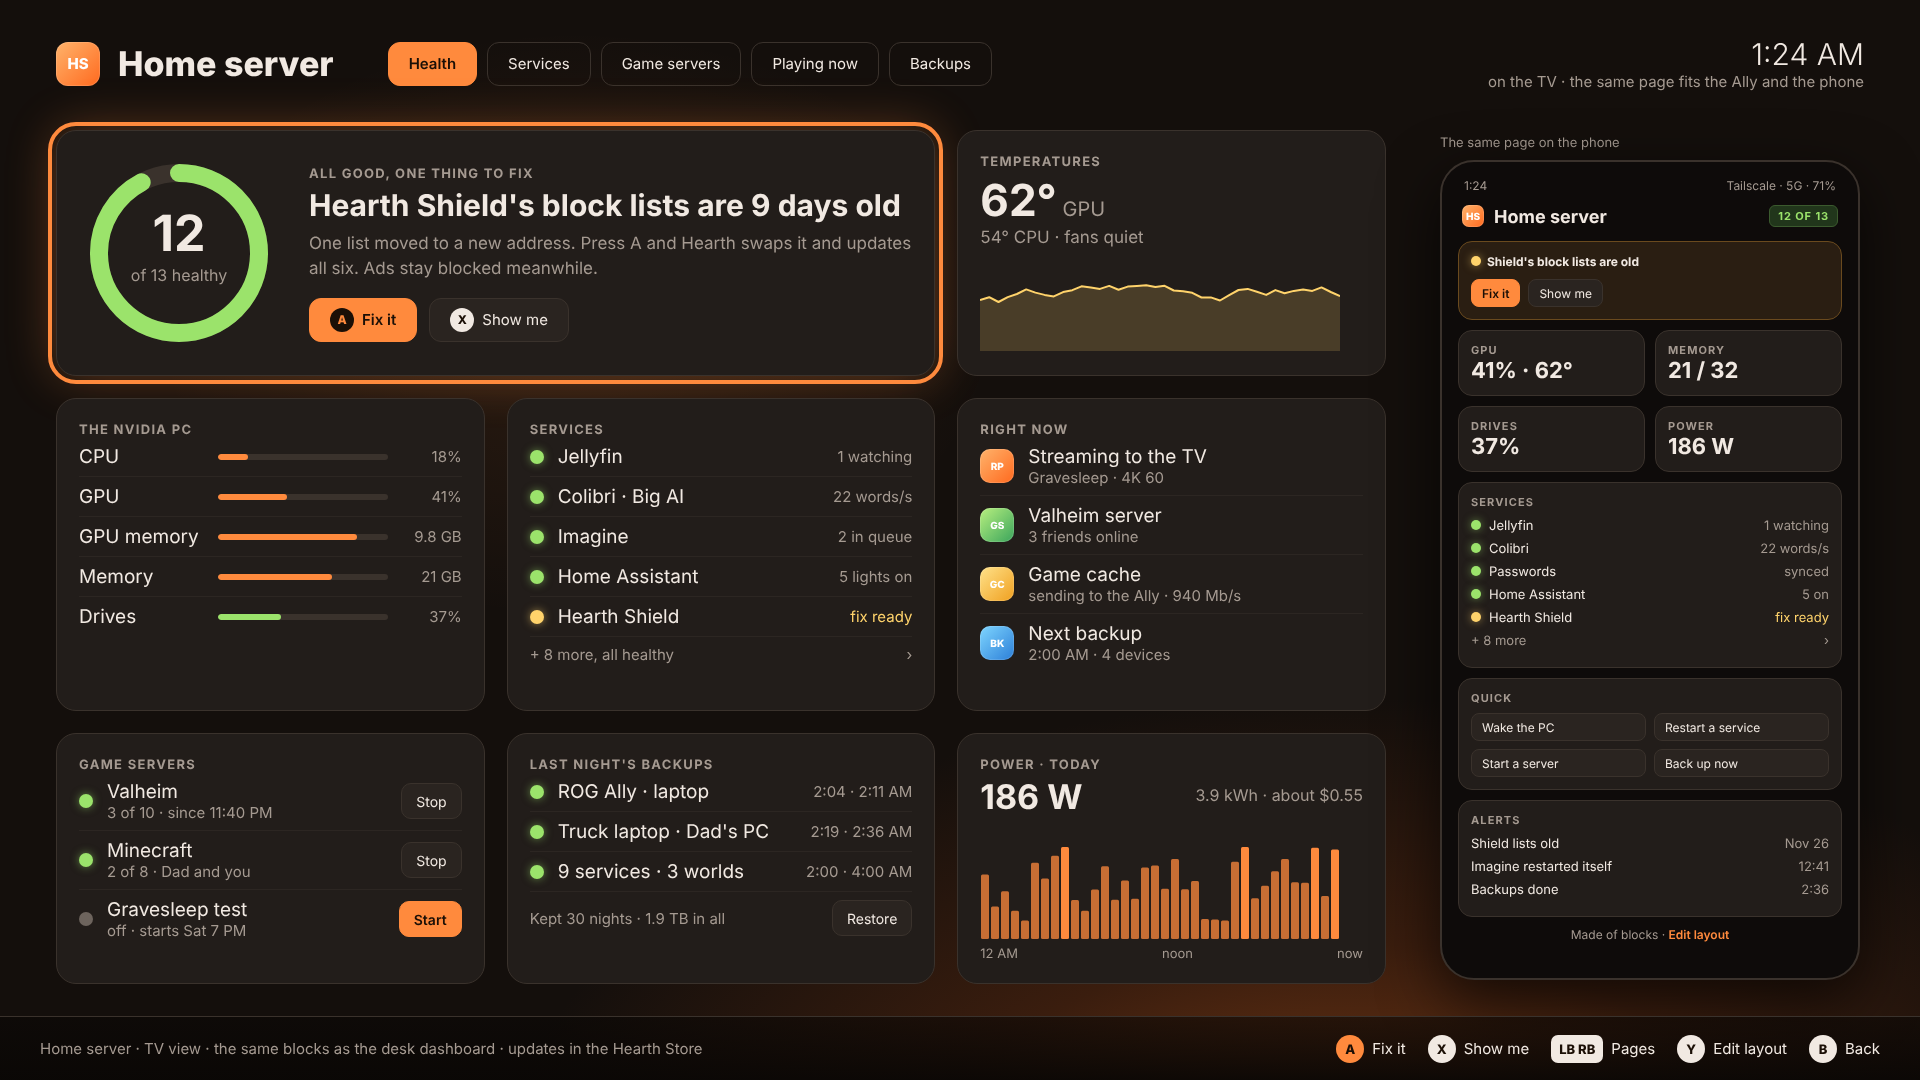 HS
Home server
Health
Services
Game servers
Playing now
Backups
1:24 AM
on the TV · the same page fits the Ally and the phone
12
of 13 healthy
ALL GOOD, ONE THING TO FIX
Hearth Shield's block lists are 9 days old
One list moved to a new address. Press A and Hearth swaps it and updates
all six. Ads stay blocked meanwhile.
A Fix it
X Show me
TEMPERATURES
62° GPU
54° CPU · fans quiet
THE NVIDIA PC
CPU 18%
GPU 41%
GPU memory 9.8 GB
Memory 21 GB
Drives 37%
SERVICES
Jellyfin 1 watching
Colibri · Big AI 22 words/s
Imagine 2 in queue
Home Assistant 5 lights on
Hearth Shield fix ready
+ 8 more, all healthy ›
RIGHT NOW
RP Streaming to the TV
Gravesleep · 4K 60
GS Valheim server
3 friends online
GC Game cache
sending to the Ally · 940 Mb/s
BK Next backup
2:00 AM · 4 devices
GAME SERVERS
Valheim
3 of 10 · since 11:40 PM
Stop
Minecraft
2 of 8 · Dad and you
Stop
Gravesleep test
off · starts Sat 7 PM
Start
LAST NIGHT'S BACKUPS
ROG Ally · laptop 2:04 · 2:11 AM
Truck laptop · Dad's PC 2:19 · 2:36 AM
9 services · 3 worlds 2:00 · 4:00 AM
Kept 30 nights · 1.9 TB in all
Restore
POWER · TODAY
186 W 3.9 kWh · about $0.55
12 AM noon now
The same page on the phone
1:24 Tailscale · 5G · 71%
HS Home server 12 OF 13
Shield's block lists are old
Fix it Show me
GPU
41% · 62°
MEMORY
21 / 32
DRIVES
37%
POWER
186 W
SERVICES
Jellyfin 1 watching
Colibri 22 words/s
Passwords synced
Home Assistant 5 on
Hearth Shield fix ready
+ 8 more ›
QUICK
Wake the PC Restart a service
Start a server Back up now
ALERTS
Shield lists old Nov 26
Imagine restarted itself 12:41
Backups done 2:36
Made of blocks · Edit layout
Home server · TV view · the same blocks as the desk dashboard · updates in the Hearth Store
A Fix it X Show me LB RB Pages Y Edit layout B Back